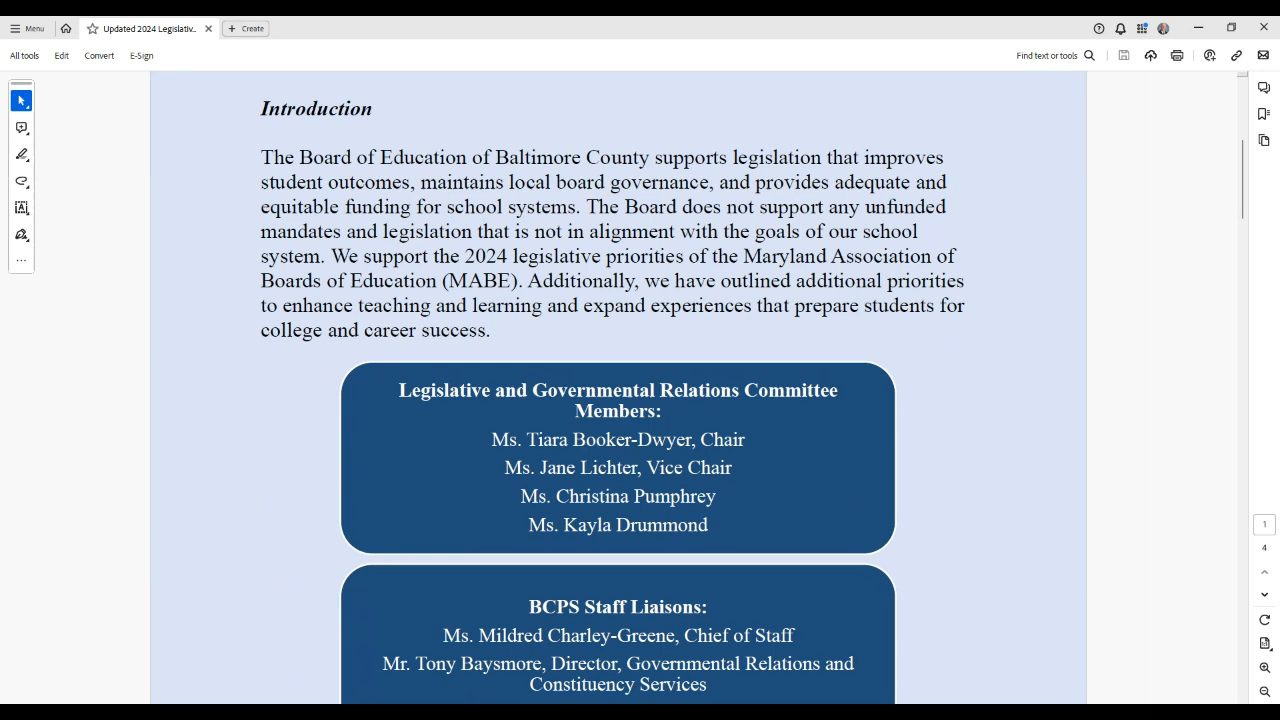 Menu
Updated 2024 Legislativ...
Create
All tools
Edit
Convert
E-Sign
Find text or tools
Introduction
The Board of Education of Baltimore County supports legislation that improves
student outcomes, maintains local board governance, and provides adequate and
equitable funding for school systems. The Board does not support any unfunded
mandates and legislation that is not in alignment with the goals of our school
system. We support the 2024 legislative priorities of the Maryland Association of
Boards of Education (MABE). Additionally, we have outlined additional priorities
to enhance teaching and learning and expand experiences that prepare students for
college and career success.
Legislative and Governmental Relations Committee
Members:
Ms. Tiara Booker-Dwyer, Chair
Ms. Jane Lichter, Vice Chair
Ms. Christina Pumphrey
Ms. Kayla Drummond
BCPS Staff Liaisons:
Ms. Mildred Charley-Greene, Chief of Staff
Mr. Tony Baysmore, Director, Governmental Relations and
Constituency Services
1
4